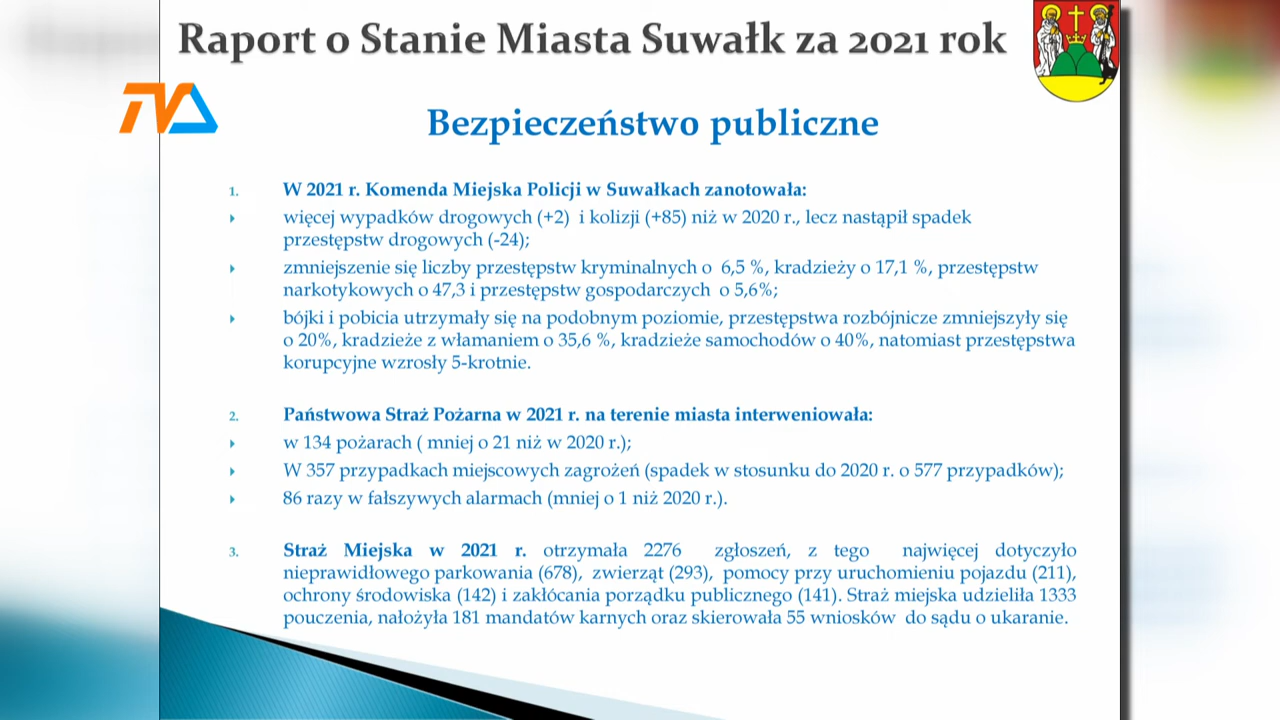 Raport o Stanie Miasta Suwałk za 2021 rok
TVA
Bezpieczeństwo publiczne
1. W 2021 r. Komenda Miejska Policji w Suwałkach zanotowała:
więcej wypadków drogowych (+2) i kolizji (+85) niż w 2020 r., lecz nastąpił spadek
przestępstw drogowych (-24);
zmniejszenie się liczby przestępstw kryminalnych o 6,5 %, kradzieży o 17,1 %, przestępstw
narkotykowych o 47,3 i przestępstw gospodarczych o 5,6%;
bójki i pobicia utrzymały się na podobnym poziomie, przestępstwa rozbójnicze zmniejszyły się
o 20%, kradzieże z włamaniem o 35,6 %, kradzieże samochodów o 40%, natomiast przestępstwa
korupcyjne wzrosły 5-krotnie.
2. Państwowa Straż Pożarna w 2021 r. na terenie miasta interweniowała:
w 134 pożarach ( mniej o 21 niż w 2020 r.);
W 357 przypadkach miejscowych zagrożeń (spadek w stosunku do 2020 r. o 577 przypadków);
86 razy w fałszywych alarmach (mniej o 1 niż 2020 r.).
3. Straż Miejska w 2021 r. otrzymała 2276 zgłoszeń, z tego najwięcej dotyczyło
nieprawidłowego parkowania (678), zwierząt (293), pomocy przy uruchomieniu pojazdu (211),
ochrony środowiska (142) i zakłócania porządku publicznego (141). Straż miejska udzieliła 1333
pouczenia, nałożyła 181 mandatów karnych oraz skierowała 55 wniosków do sądu o ukaranie.